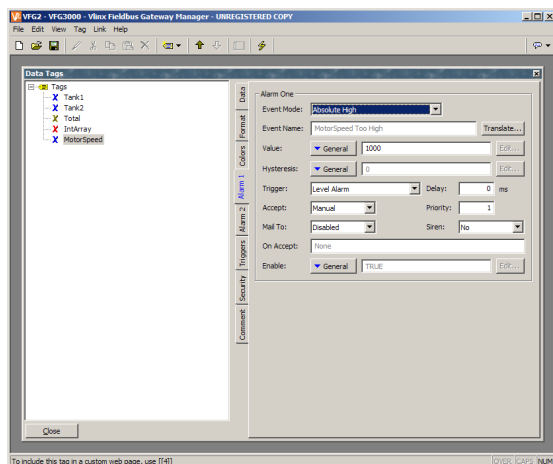 VFG2 - VFG3000 - Vlinx Fieldbus Gateway Manager - UNREGISTERED COPY
File Edit View Tag Link Help
Data Tags
Tags
Tank1
Tank2
Total
IntArray
MotorSpeed
Data
Format
Colors
Alarm 1
Alarm 2
Triggers
Security
Comment
Alarm One
Event Mode: Absolute High
Event Name: MotorSpeed Too High Translate...
Value: General 1000 Edit...
Hysteresis: General 0 Edit...
Trigger: Level Alarm Delay: 0 ms
Accept: Manual Priority: 1
Mail To: Disabled Siren: No
On Accept: None
Enable: General TRUE Edit...
Close
To include this tag in a custom web page, use [[4]] OVER CAPS NUM